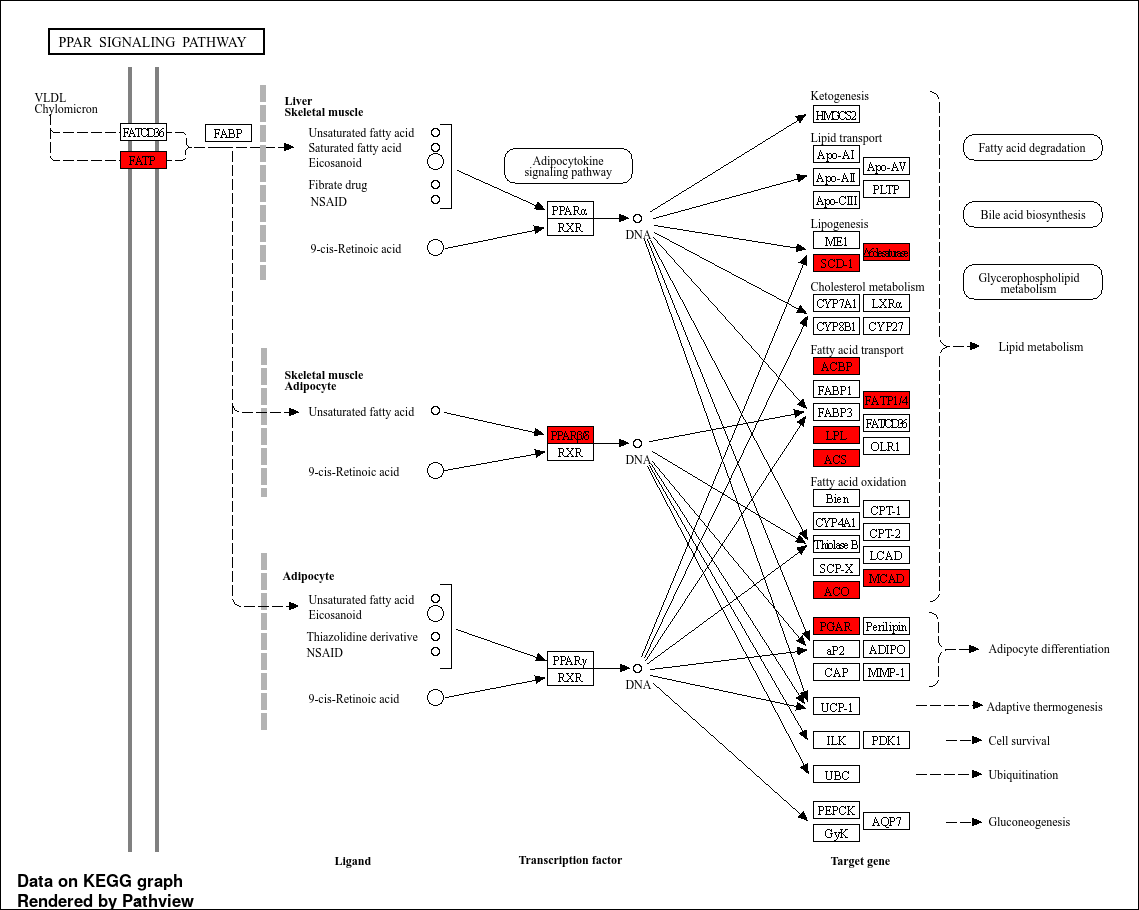 PPAR SIGNALING PATHWAY
VLDL
Chylomicron
FAT/CD36
FATP
FABP
Liver
Skeletal muscle
Unsaturated fatty acid
Saturated fatty acid
Eicosanoid
Fibrate drug
NSAID
9-cis-Retinoic acid
Adipocytokine
signaling pathway
PPARα
RXR
DNA
Skeletal muscle
Adipocyte
Unsaturated fatty acid
9-cis-Retinoic acid
PPARβ/δ
RXR
DNA
Adipocyte
Unsaturated fatty acid
Eicosanoid
Thiazolidine derivative
NSAID
9-cis-Retinoic acid
PPARγ
RXR
DNA
Ketogenesis
HMGCS2
Lipid transport
Apo-AI
Apo-AII
Apo-CIII
Apo-AV
PLTP
Lipogenesis
ME1
SCD-1
Cholesterol metabolism
CYP7A1
LXRα
CYP8B1
CYP27
Fatty acid transport
ACBP
FABP1
FABP3
LPL
ACS
FATP1/4
FAT/CD36
OLR1
Fatty acid oxidation
Bien
CYP4A1
Thiolase B
SCP-X
ACO
CPT-1
CPT-2
LCAD
MCAD
PGAR
Perilipin
aP2
ADIPO
CAP
MMP-1
UCP-1
ILK
PDK1
UBC
PEPCK
GyK
AQP7
Fatty acid degradation
Bile acid biosynthesis
Glycerophospholipid
metabolism
Lipid metabolism
Adipocyte differentiation
Adaptive thermogenesis
Cell survival
Ubiquitination
Gluconeogenesis
Ligand
Transcription factor
Target gene
Data on KEGG graph
Rendered by Pathview